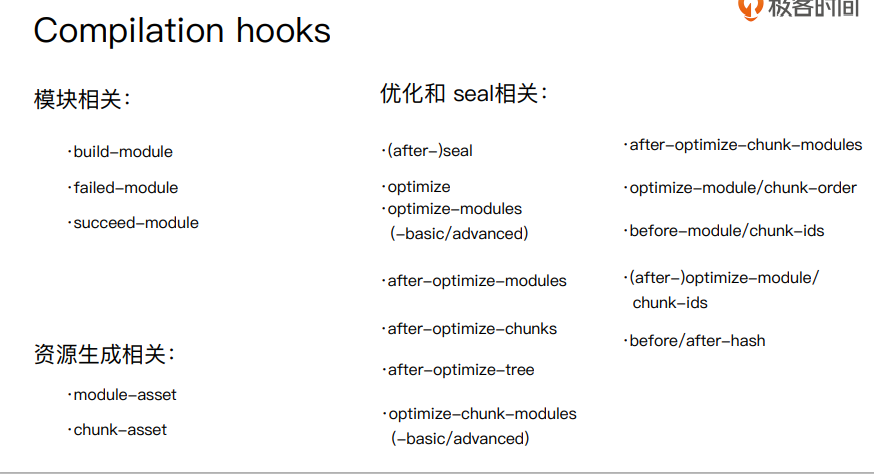 极客时间
Compilation hooks
模块相关：
·build-module
·failed-module
·succeed-module
资源生成相关：
·module-asset
·chunk-asset
优化和 seal相关：
·(after-)seal
·optimize
·optimize-modules
(-basic/advanced)
·after-optimize-modules
·after-optimize-chunks
·after-optimize-tree
·optimize-chunk-modules
(-basic/advanced)
·after-optimize-chunk-modules
·optimize-module/chunk-order
·before-module/chunk-ids
·(after-)optimize-module/
chunk-ids
·before/after-hash